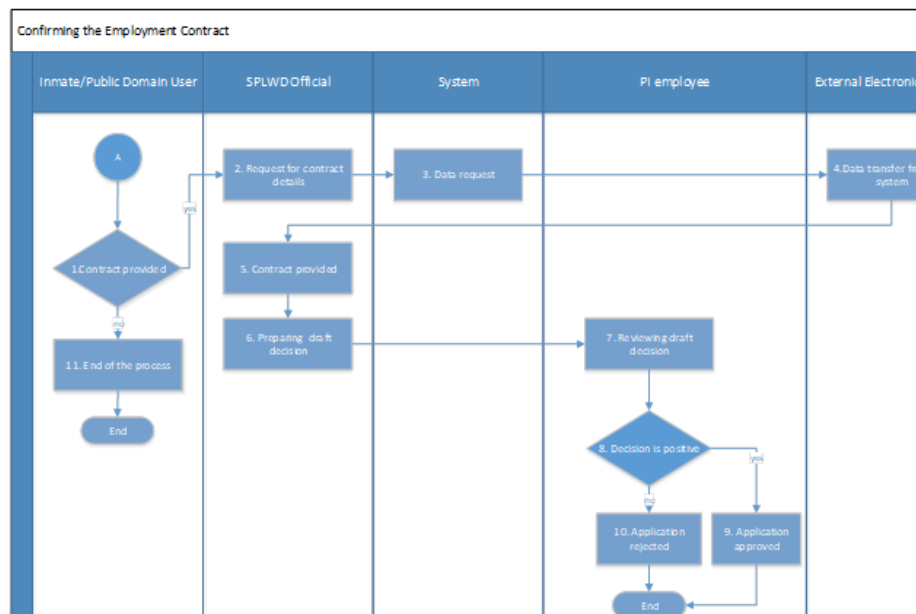 Confirming the Employment Contract
Inmate/Public Domain User
SPLWD Official
System
PI employee
External Electronic
A
2. Request for contract
details
3. Data request
4.Data transfer
system
yes
1.Contract provided
5. Contract provided
no
6. Preparing draft
decision
7. Reviewing draft
decision
11. End of the process
End
8. Decision is positive
yes
no
10. Application
rejected
9. Application
approved
End